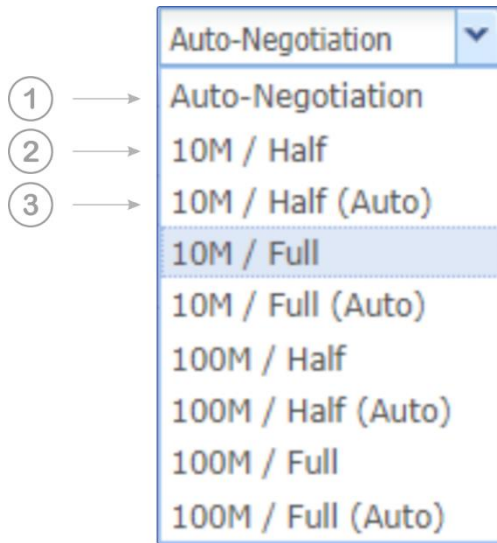 Auto-Negotiation
1 Auto-Negotiation
2 10M / Half
3 10M / Half (Auto)
10M / Full
10M / Full (Auto)
100M / Half
100M / Half (Auto)
100M / Full
100M / Full (Auto)